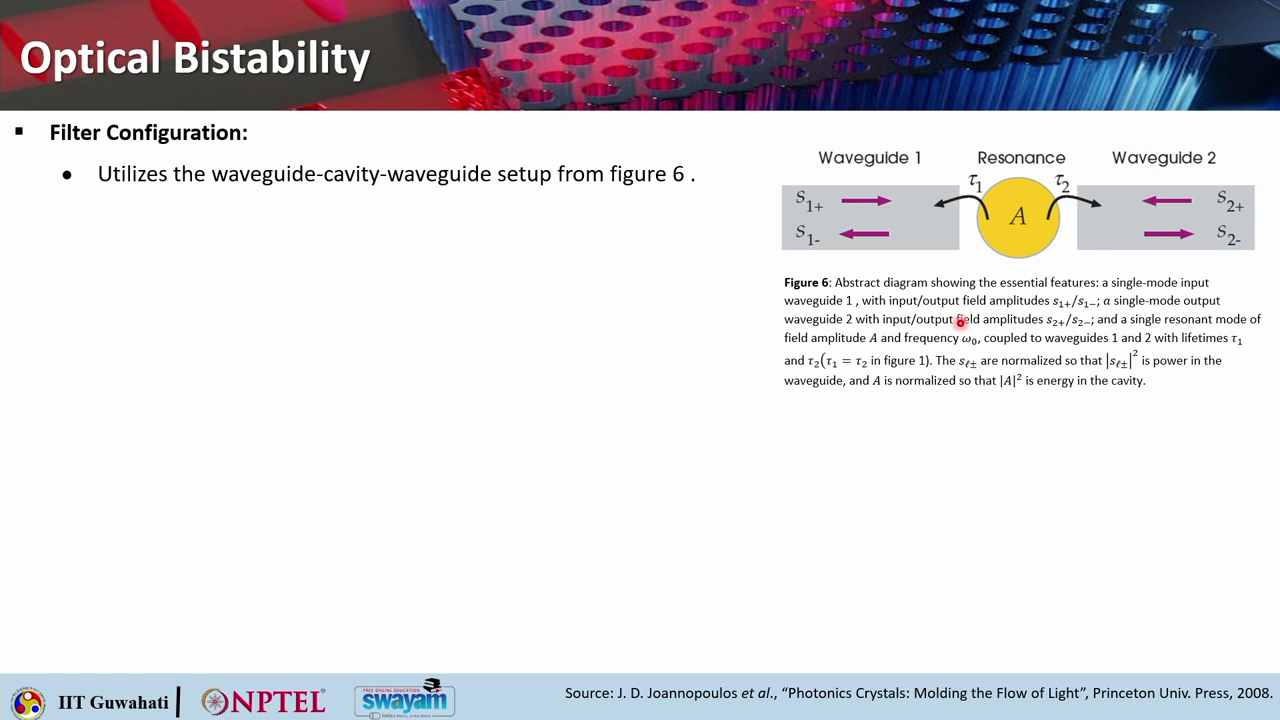 Optical Bistability
▪ Filter Configuration:
• Utilizes the waveguide-cavity-waveguide setup from figure 6 .
Waveguide 1 Resonance Waveguide 2
τ₁ τ₂
S₁₊ A S₂₊
S₁₋ S₂₋
Figure 6: Abstract diagram showing the essential features: a single-mode input
waveguide 1 , with input/output field amplitudes s₁₊/s₁₋; a single-mode output
waveguide 2 with input/output field amplitudes s₂₊/s₂₋; and a single resonant mode of
field amplitude A and frequency ω₀, coupled to waveguides 1 and 2 with lifetimes τ₁
and τ₂(τ₁ = τ₂ in figure 1). The s_ℓ± are normalized so that |s_ℓ±|² is power in the
waveguide, and A is normalized so that |A|² is energy in the cavity.
IIT Guwahati
NPTEL
FREE ONLINE EDUCATION
swayam
Source: J. D. Joannopoulos et al., “Photonics Crystals: Molding the Flow of Light”, Princeton Univ. Press, 2008.